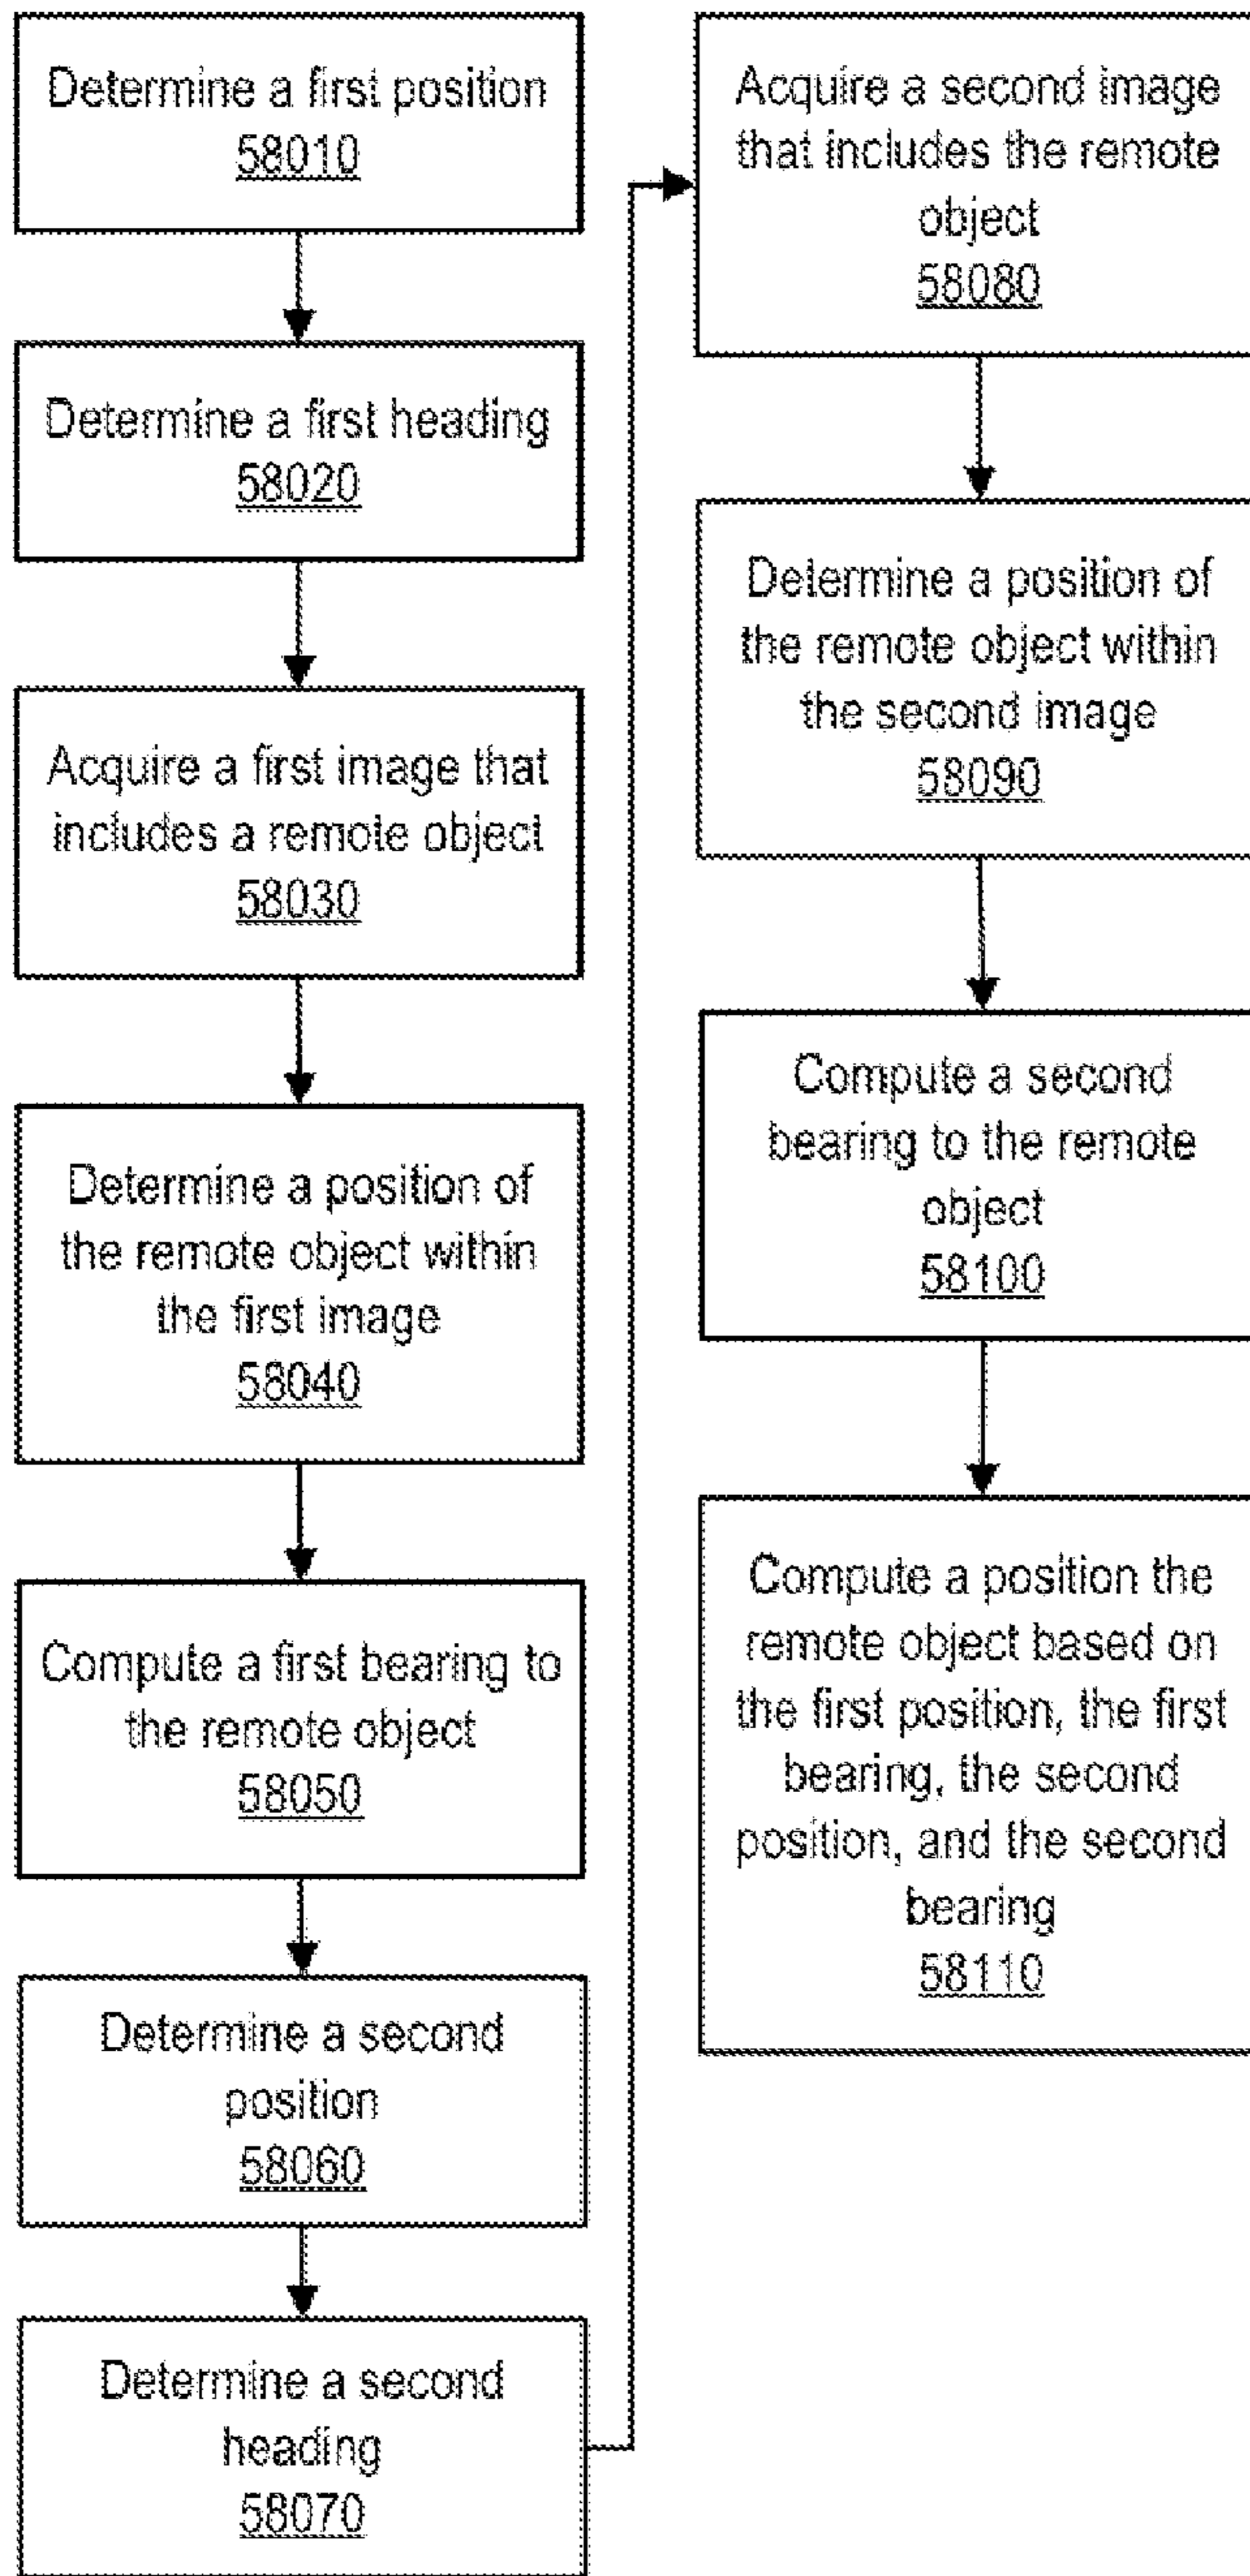 Determine a first position
58010
Determine a first heading
58020
Acquire a first image that
includes a remote object
58030
Determine a position of
the remote object within
the first image
58040
Compute a first bearing to
the remote object
58050
Determine a second
position
58060
Determine a second
heading
58070
Acquire a second image
that includes the remote
object
58080
Determine a position of
the remote object within
the second image
58090
Compute a second
bearing to the remote
object
58100
Compute a position the
remote object based on
the first position, the first
bearing, the second
position, and the second
bearing
58110